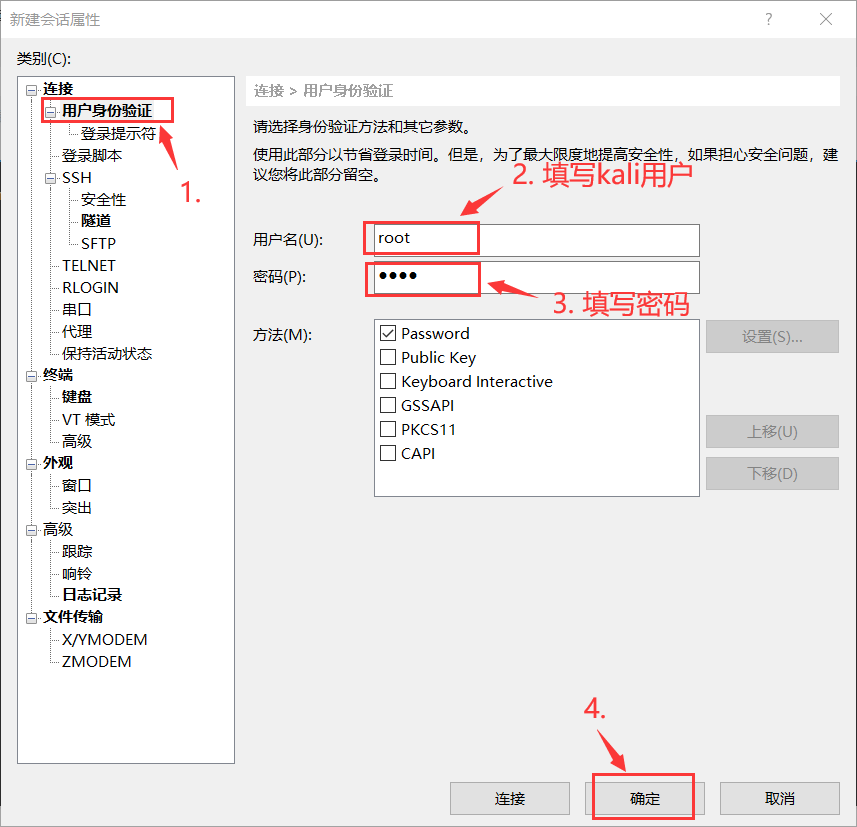 新建会话属性
?
类别(C):
连接
用户身份验证
登录提示符
登录脚本
SSH
安全性
隧道
SFTP
TELNET
RLOGIN
串口
代理
保持活动状态
终端
键盘
VT 模式
高级
外观
窗口
突出
高级
跟踪
响铃
日志记录
文件传输
X/YMODEM
ZMODEM
1.
连接 > 用户身份验证
请选择身份验证方法和其它参数。
使用此部分以节省登录时间。但是，为了最大限度地提高安全性，如果担心安全问题，建
议您将此部分留空。
2. 填写kali用户
用户名(U):
root
密码(P):
••••
3. 填写密码
方法(M):
Password
Public Key
Keyboard Interactive
GSSAPI
PKCS11
CAPI
设置(S)...
上移(U)
下移(D)
4.
连接
确定
取消